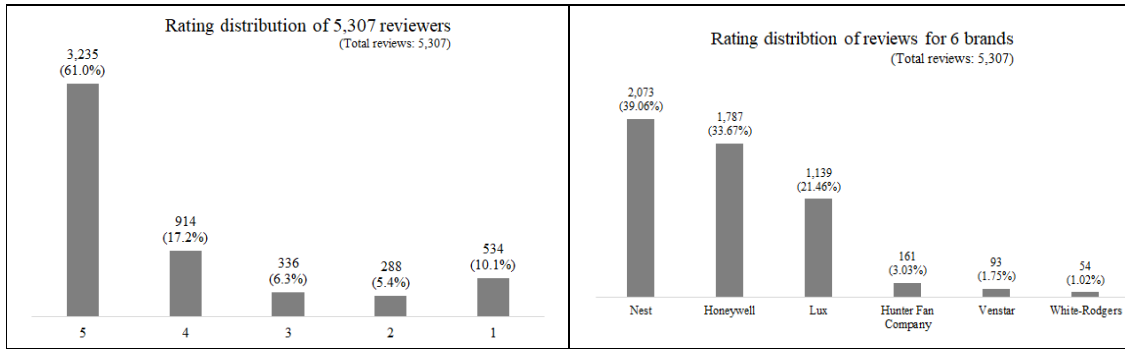 Rating distribution of 5,307 reviewers
(Total reviews: 5,307)
3,235
(61.0%)
914
(17.2%)
336
(6.3%)
288
(5.4%)
534
(10.1%)
5
4
3
2
1
Rating distribtion of reviews for 6 brands
(Total reviews: 5,307)
2,073
(39.06%)
1,787
(33.67%)
1,139
(21.46%)
161
(3.03%)
93
(1.75%)
54
(1.02%)
Nest
Honeywell
Lux
Hunter Fan
Company
Venstar
White-Rodgers